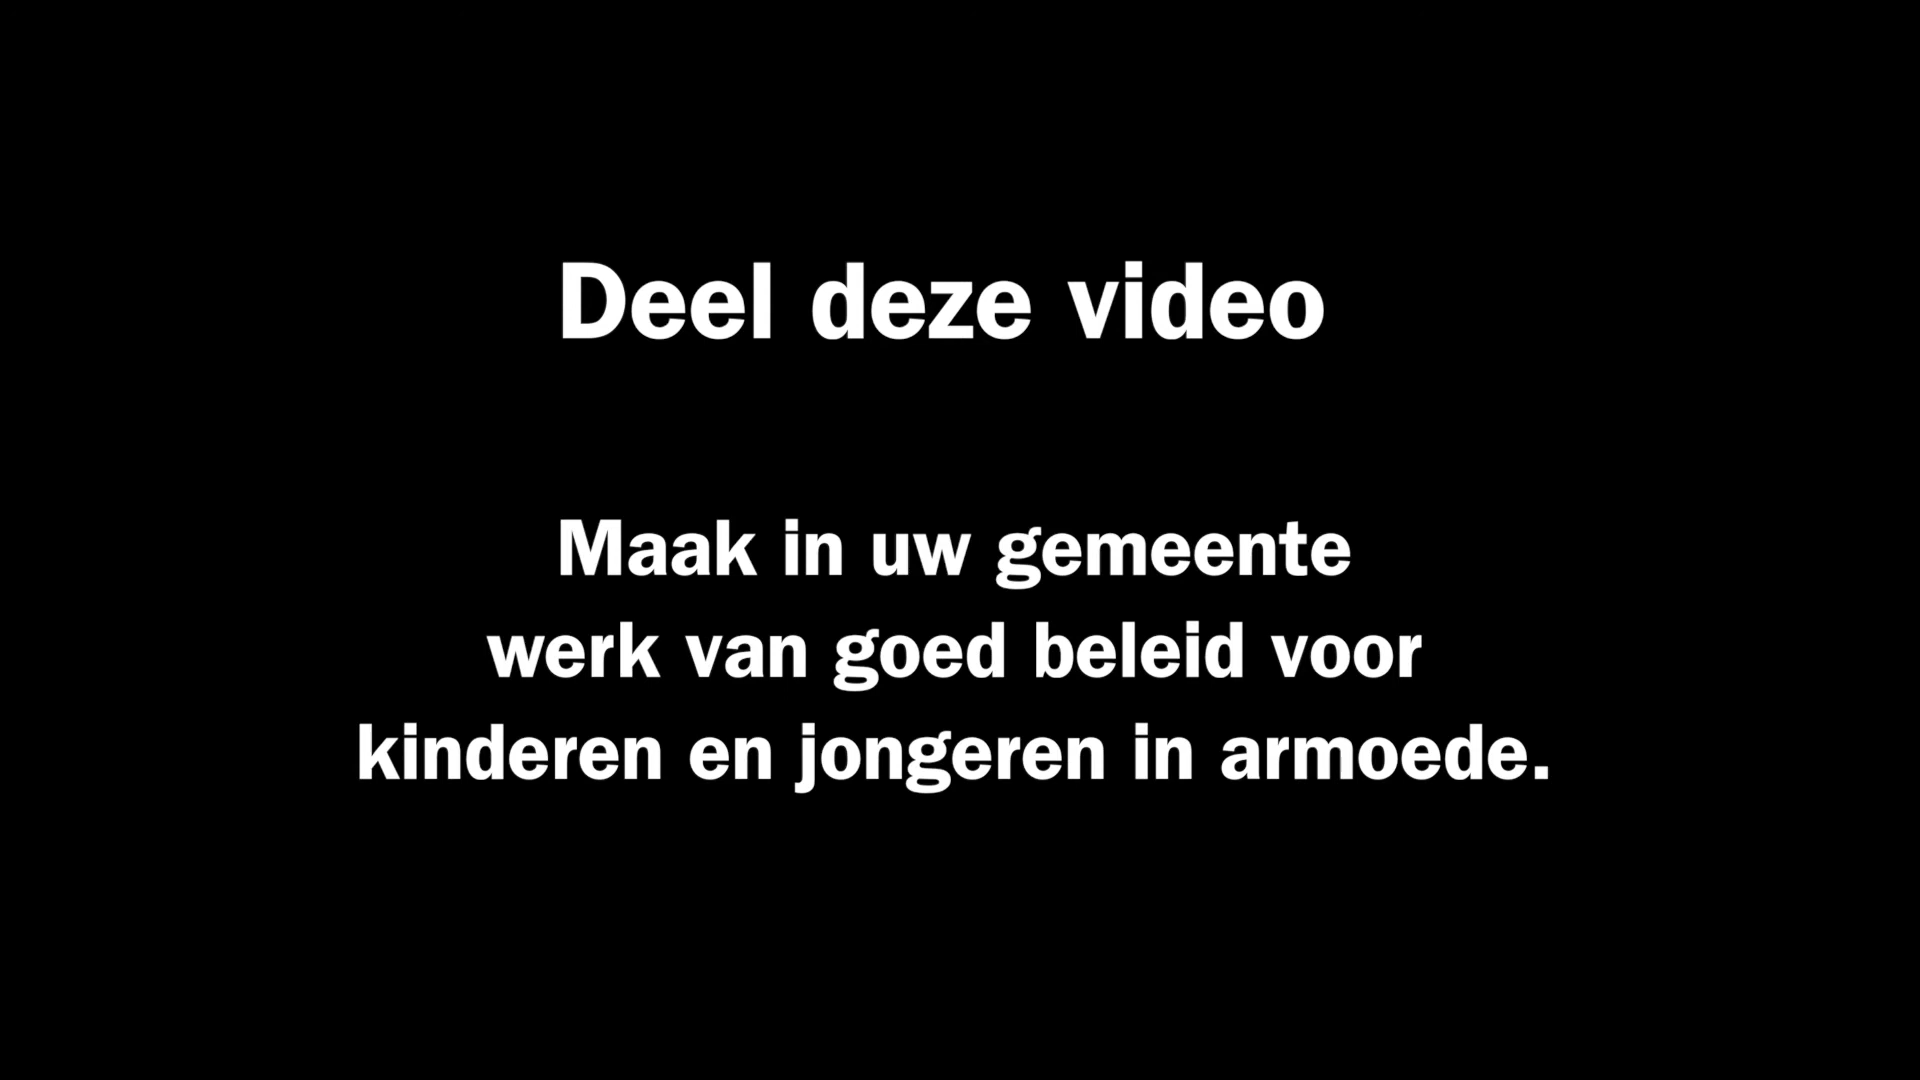 Deel deze video
Maak in uw gemeente
werk van goed beleid voor
kinderen en jongeren in armoede.